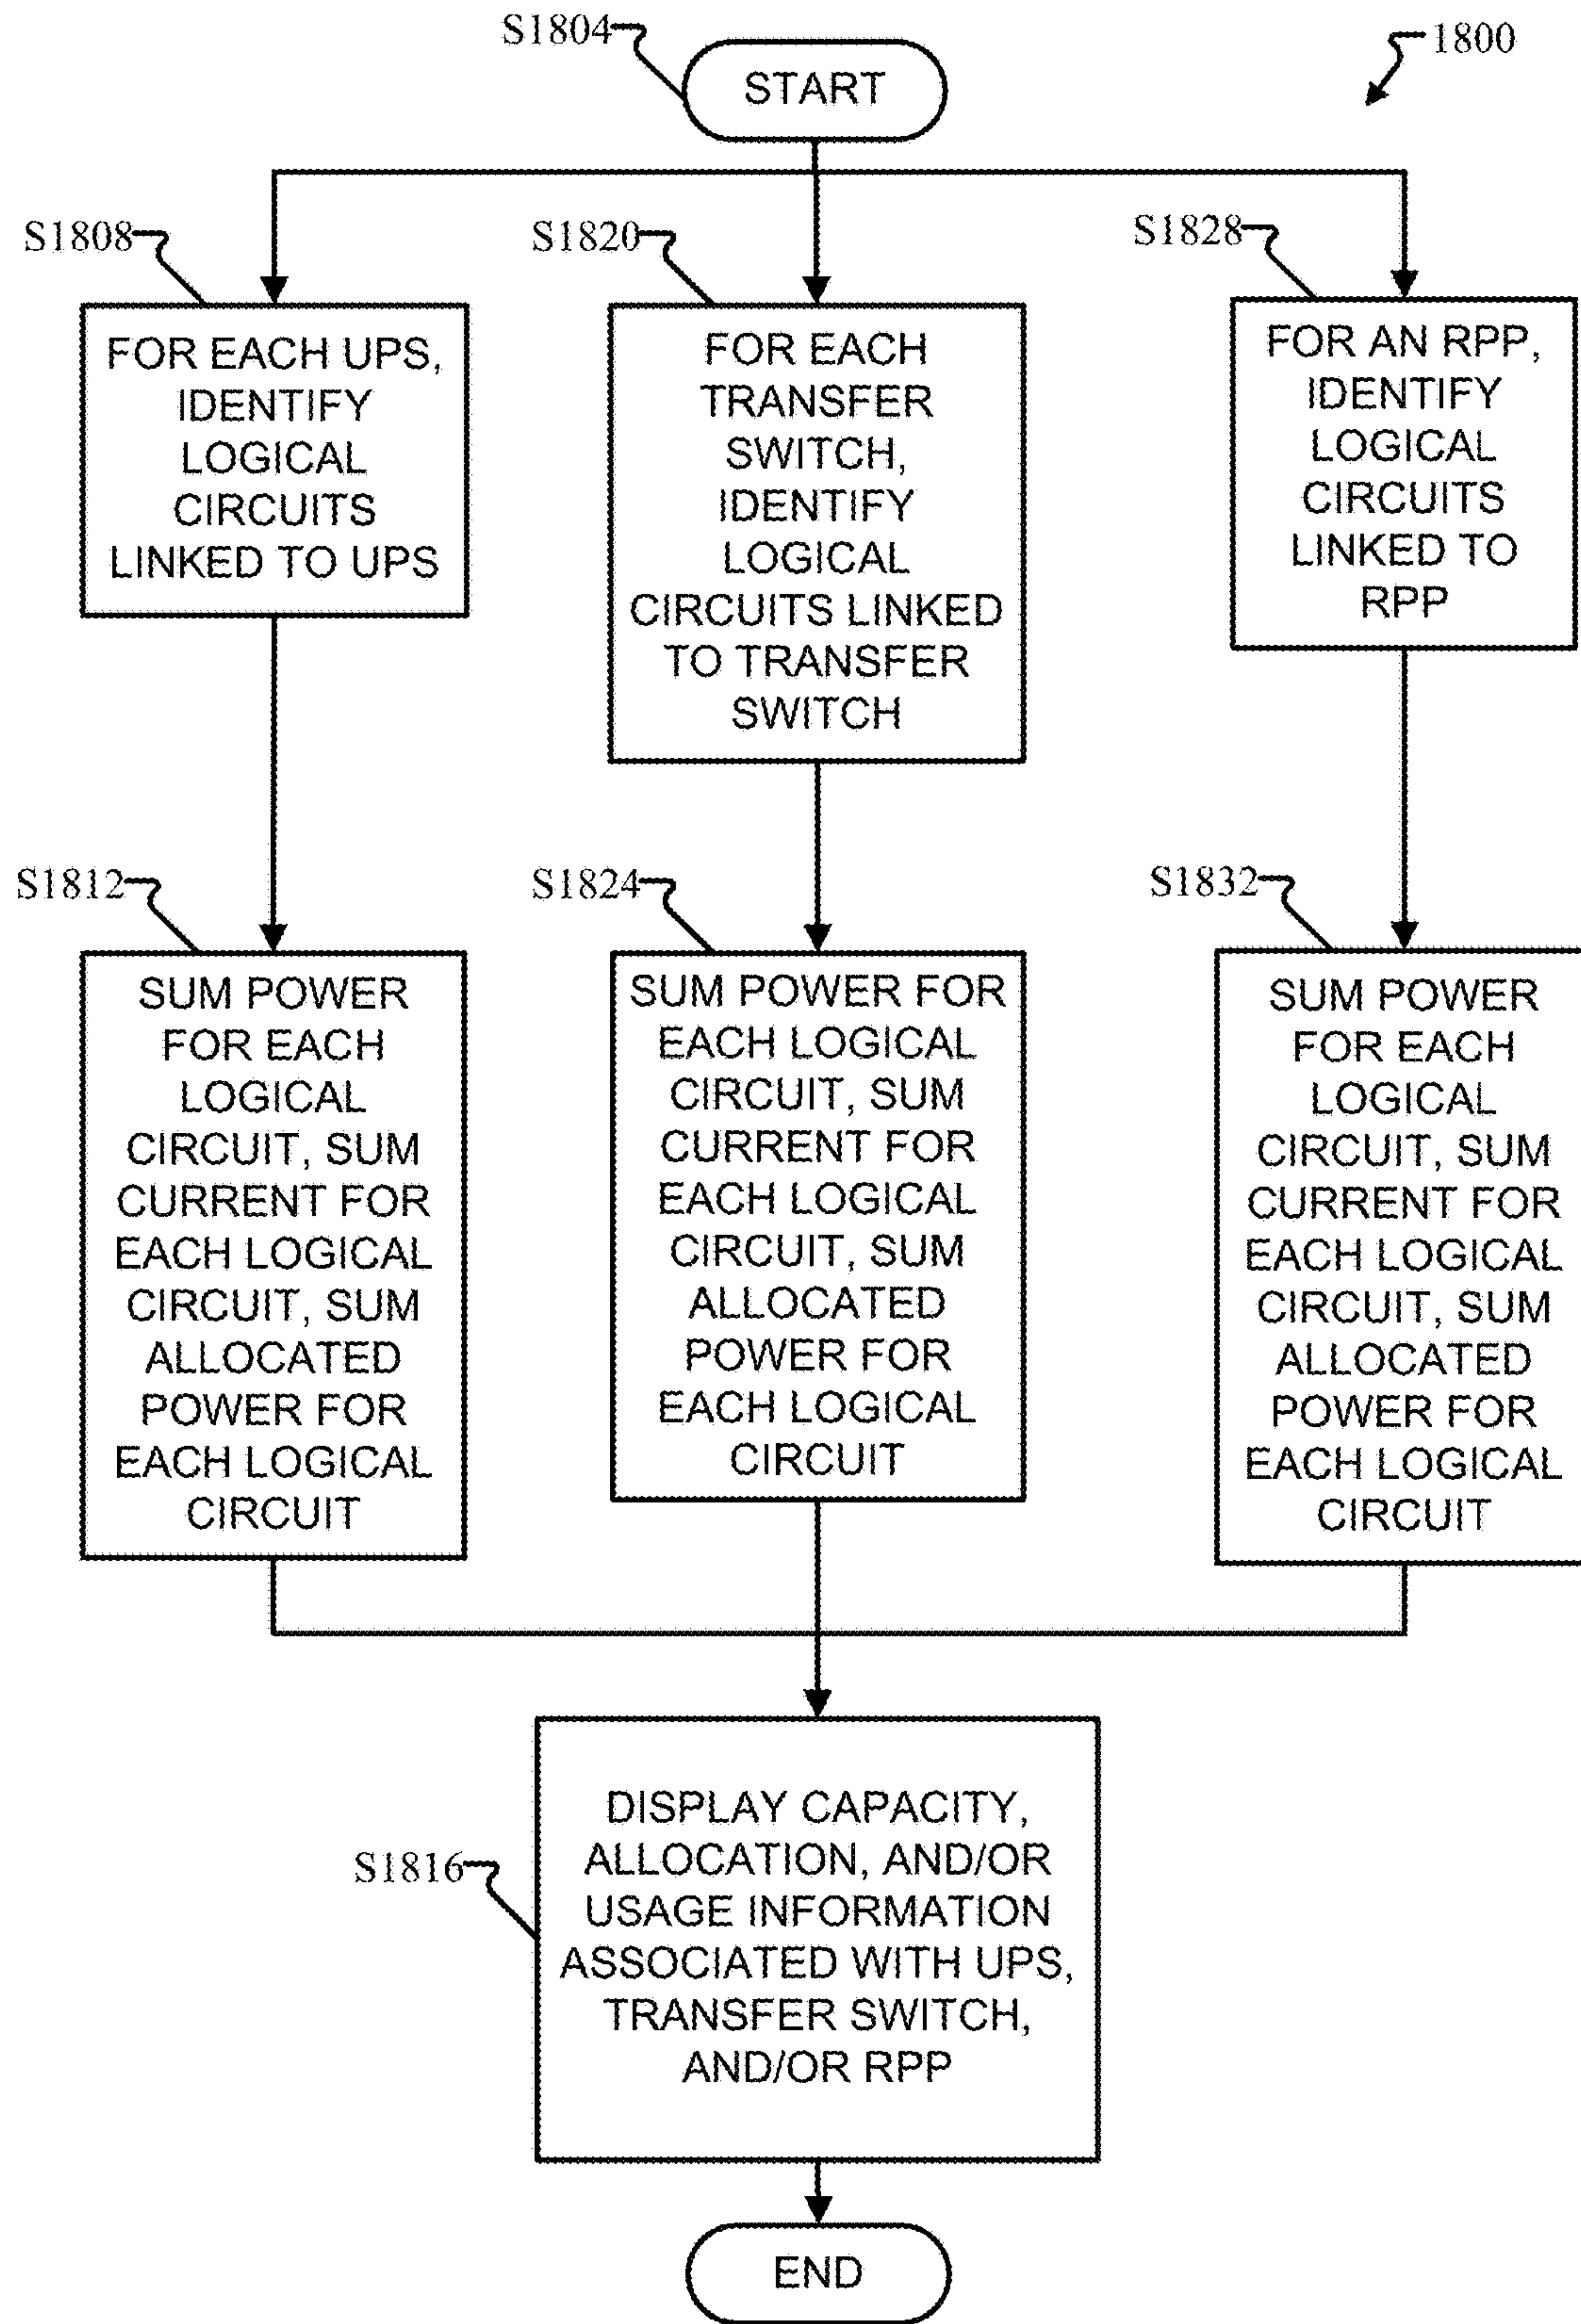 S1804
START
1800
S1808
FOR EACH UPS,
IDENTIFY
LOGICAL
CIRCUITS
LINKED TO UPS
S1820
FOR EACH
TRANSFER
SWITCH,
IDENTIFY
LOGICAL
CIRCUITS LINKED
TO TRANSFER
SWITCH
S1828
FOR AN RPP,
IDENTIFY
LOGICAL
CIRCUITS
LINKED TO
RPP
S1812
SUM POWER
FOR EACH
LOGICAL
CIRCUIT, SUM
CURRENT FOR
EACH LOGICAL
CIRCUIT, SUM
ALLOCATED
POWER FOR
EACH LOGICAL
CIRCUIT
S1824
SUM POWER FOR
EACH LOGICAL
CIRCUIT, SUM
CURRENT FOR
EACH LOGICAL
CIRCUIT, SUM
ALLOCATED
POWER FOR
EACH LOGICAL
CIRCUIT
S1832
SUM POWER
FOR EACH
LOGICAL
CIRCUIT, SUM
CURRENT FOR
EACH LOGICAL
CIRCUIT, SUM
ALLOCATED
POWER FOR
EACH LOGICAL
CIRCUIT
S1816
DISPLAY CAPACITY,
ALLOCATION, AND/OR
USAGE INFORMATION
ASSOCIATED WITH UPS,
TRANSFER SWITCH,
AND/OR RPP
END